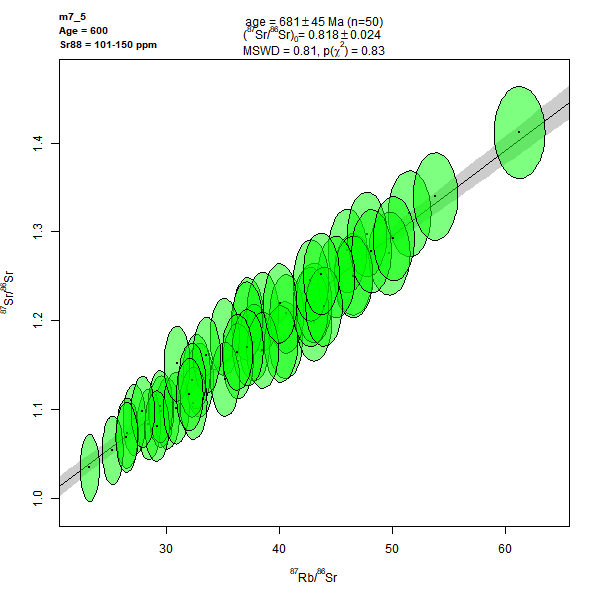 m7_5
Age = 600
Sr88 = 101-150 ppm
age = 681±45 Ma (n=50)
(⁸⁷Sr/⁸⁶Sr)₀= 0.818±0.024
MSWD = 0.81, p(χ²) = 0.83
1.4
1.3
1.2
1.1
1.0
⁸⁷Sr/⁸⁶Sr
30 40 50 60
⁸⁷Rb/⁸⁶Sr